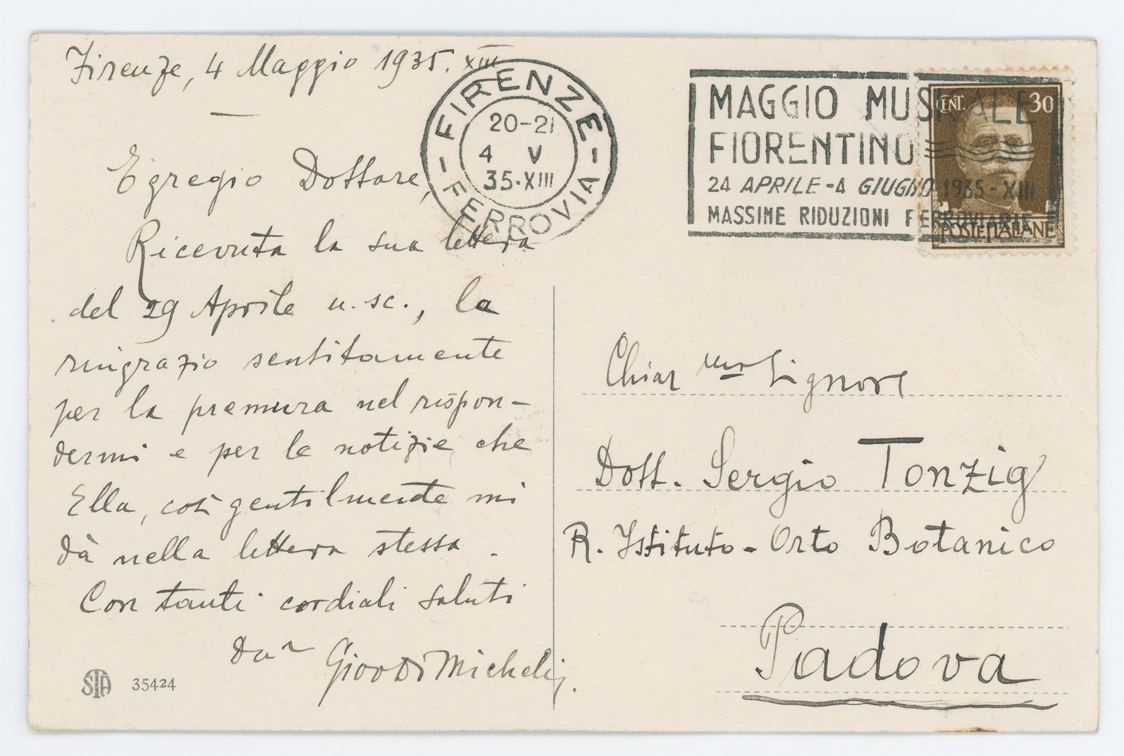 Firenze, 4 Maggio 1935. XIII
Egregio Dottore,
Ricevuta la sua lettera
del 29 Aprile u. sc., la
ringrazio sentitamente
per la premura nel rispon-
dermi e per le notizie che
Ella, così gentilmente mi
dà nella lettera stessa.
Con tanti cordiali saluti
Giov Di Micheli.
STA 35424
FIRENZE
20-21
4 V
35·XIII
FERROVIA
MAGGIO MUSICALE
FIORENTINO
24 APRILE - 4 GIUGNO 1935 - XIII
MASSIME RIDUZIONI FERROVIARIE
CENT. 30
POSTE ITALIANE
Chiar mo Signore
Dott. Sergio Tonzig
R. Istituto - Orto Botanico
Padova